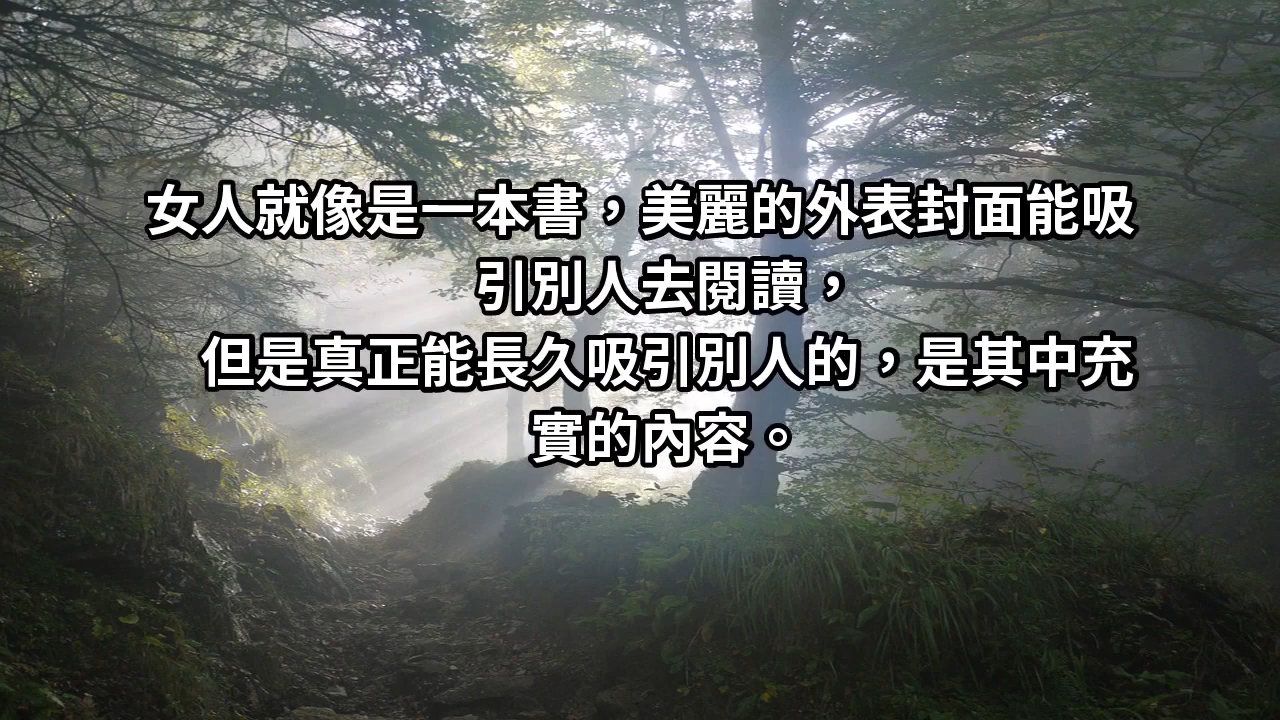 女人就像是一本書，美麗的外表封面能吸
引別人去閱讀，
但是真正能長久吸引別人的，是其中充
實的內容。